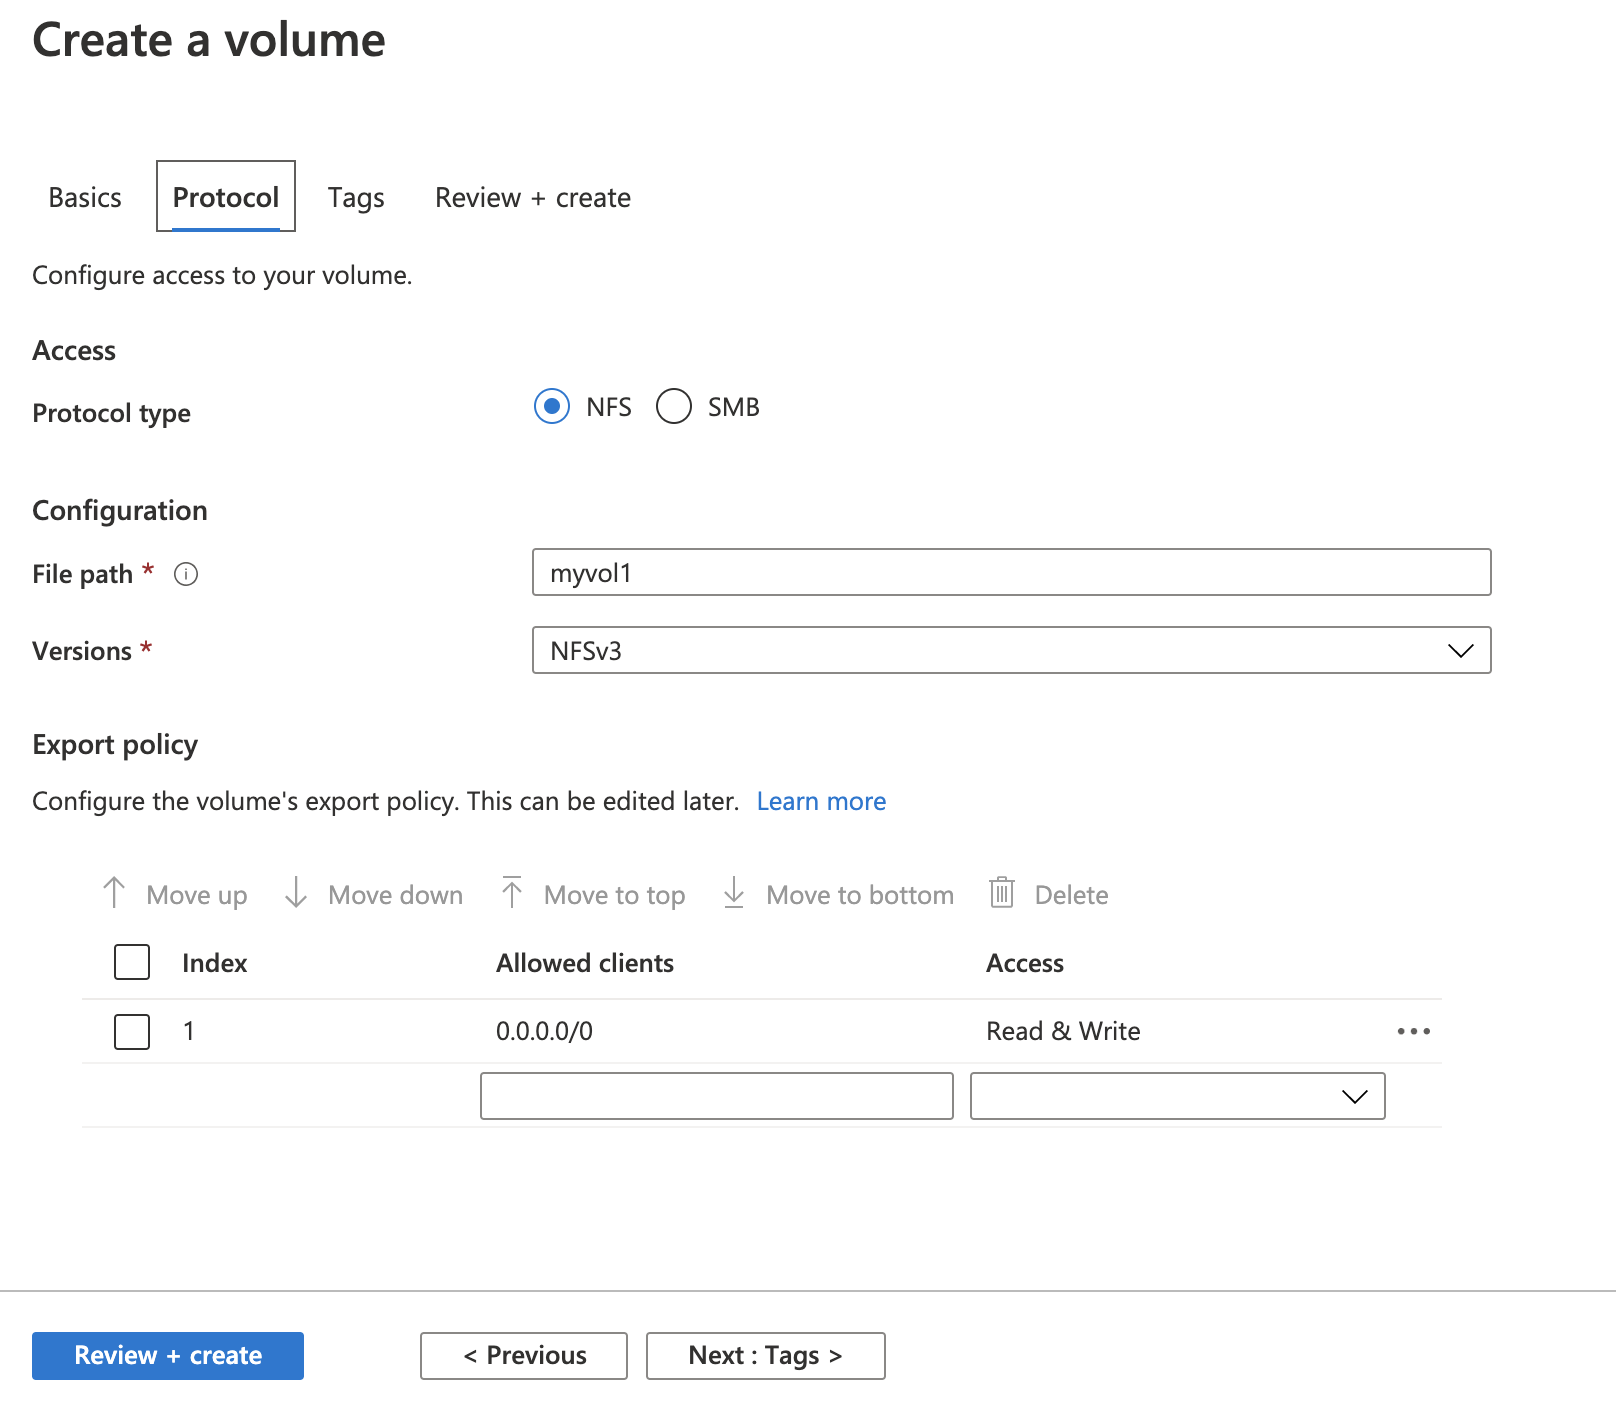 Create a volume
Basics Protocol Tags Review + create
Configure access to your volume.
Access
Protocol type NFS SMB
Configuration
File path * myvol1
Versions * NFSv3
Export policy
Configure the volume's export policy. This can be edited later. Learn more
Move up Move down Move to top Move to bottom Delete
Index Allowed clients Access
1 0.0.0.0/0 Read & Write
Review + create < Previous Next : Tags >